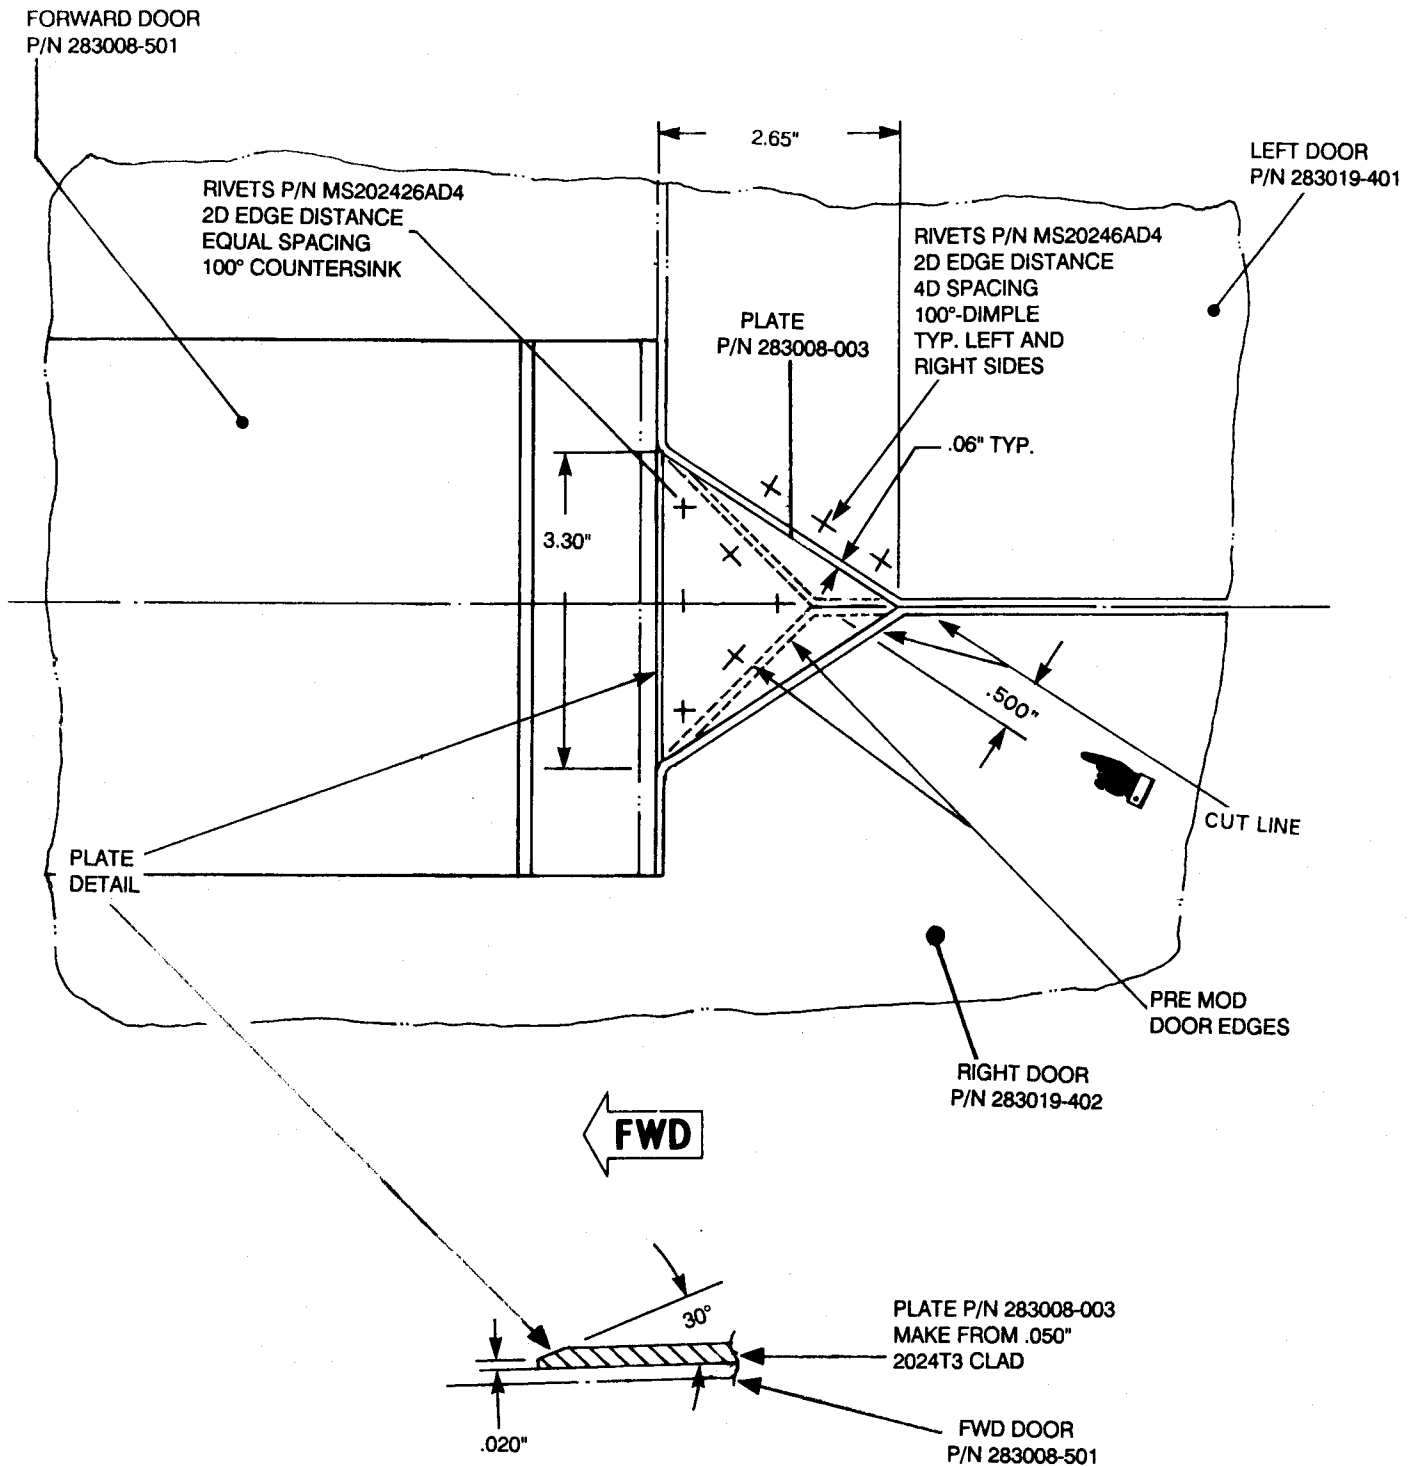 FORWARD DOOR
P/N 283008-501
2.65"
LEFT DOOR
P/N 283019-401
RIVETS P/N MS202426AD4
2D EDGE DISTANCE
EQUAL SPACING
100° COUNTERSINK
RIVETS P/N MS20246AD4
2D EDGE DISTANCE
4D SPACING
100°-DIMPLE
TYP. LEFT AND
RIGHT SIDES
PLATE
P/N 283008-003
.06" TYP.
3.30"
.500"
CUT LINE
PLATE
DETAIL
PRE MOD
DOOR EDGES
RIGHT DOOR
P/N 283019-402
FWD
30°
PLATE P/N 283008-003
MAKE FROM .050"
2024T3 CLAD
.020"
FWD DOOR
P/N 283008-501